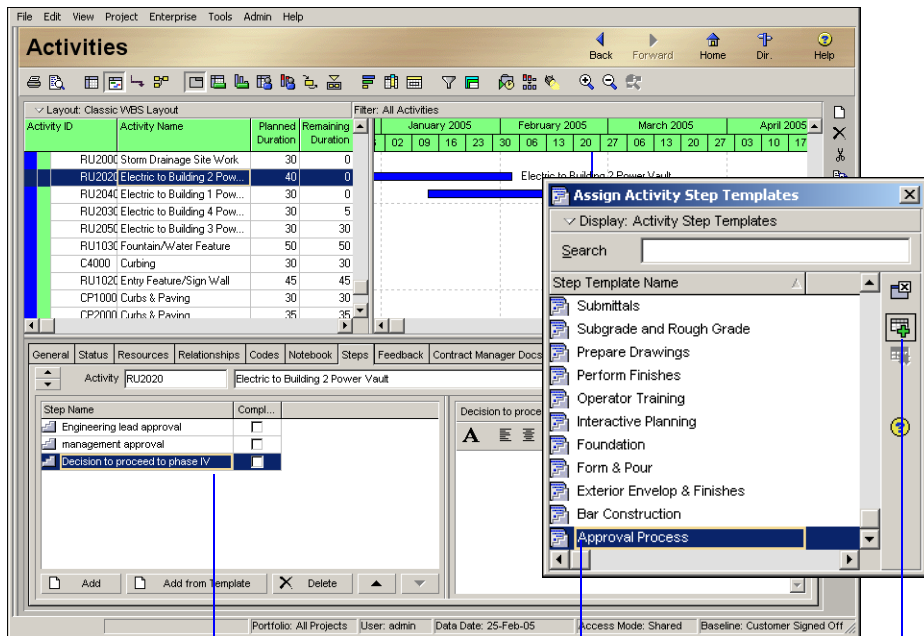 File Edit View Project Enterprise Tools Admin Help
Activities
Back Forward Home Dir. Help
Layout: Classic WBS Layout Filter: All Activities
Activity ID Activity Name Planned Duration Remaining Duration
January 2005 February 2005 March 2005 April 2005
02 09 16 23 30 06 13 20 27 06 13 20 27 03 10 17
RU2000 Storm Drainage Site Work 30 0
RU2020 Electric to Building 2 Pow... 40 0 Electric to Building 2 Power Vault
RU2040 Electric to Building 1 Pow... 30 0
RU2030 Electric to Building 4 Pow... 30 5
RU2050 Electric to Building 3 Pow... 30 30
RU1030 Fountain/Water Feature 50 50
C4000 Curbing 30 30
RU1020 Entry Feature/Sign Wall 45 45
CP1000 Curbs & Paving 30 30
CP2000 Curbs & Paving 35 35
General Status Resources Relationships Codes Notebook Steps Feedback Contract Manager Docs
Activity RU2020 Electric to Building 2 Power Vault
Step Name Compl...
Engineering lead approval
management approval
Decision to proceed to phase IV
Decision to proce
A
Add Add from Template Delete
Portfolio: All Projects User: admin Data Date: 25-Feb-05 Access Mode: Shared Baseline: Customer Signed Off
Assign Activity Step Templates
Display: Activity Step Templates
Search
Step Template Name
Submittals
Subgrade and Rough Grade
Prepare Drawings
Perform Finishes
Operator Training
Interactive Planning
Foundation
Form & Pour
Exterior Envelop & Finishes
Bar Construction
Approval Process